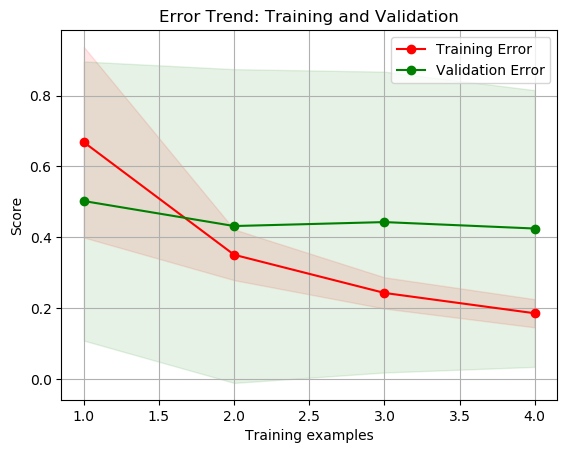 Error Trend: Training and Validation
Training Error
Validation Error
Score
0.8
0.6
0.4
0.2
0.0
1.0 1.5 2.0 2.5 3.0 3.5 4.0
Training examples